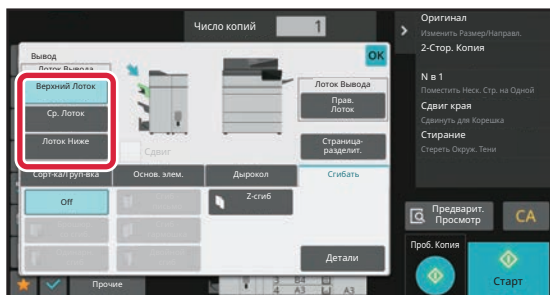 Число копий
1
Вывод
OK
Лоток Вывода
Верхний Лоток
Ср. Лоток
Лоток Ниже
Сдвиг
Лоток Вывода
Прав.
Лоток
Страница-
разделит.
Сорт-ка/Груп-вка
Основ. элем.
Дырокол
Сгибать
Off
Z-сгиб
Детали
Прочие
3
B4
4
A3
A3
Оригинал
Изменить Размер/Направл.
2-Стор. Копия
N в 1
Поместить Неск. Стр. на Одной
Сдвиг края
Сдвинуть для Корешка
Стирание
Стереть Окруж. Тени
Предварит.
Просмотр
CA
Проб. Копия
Старт